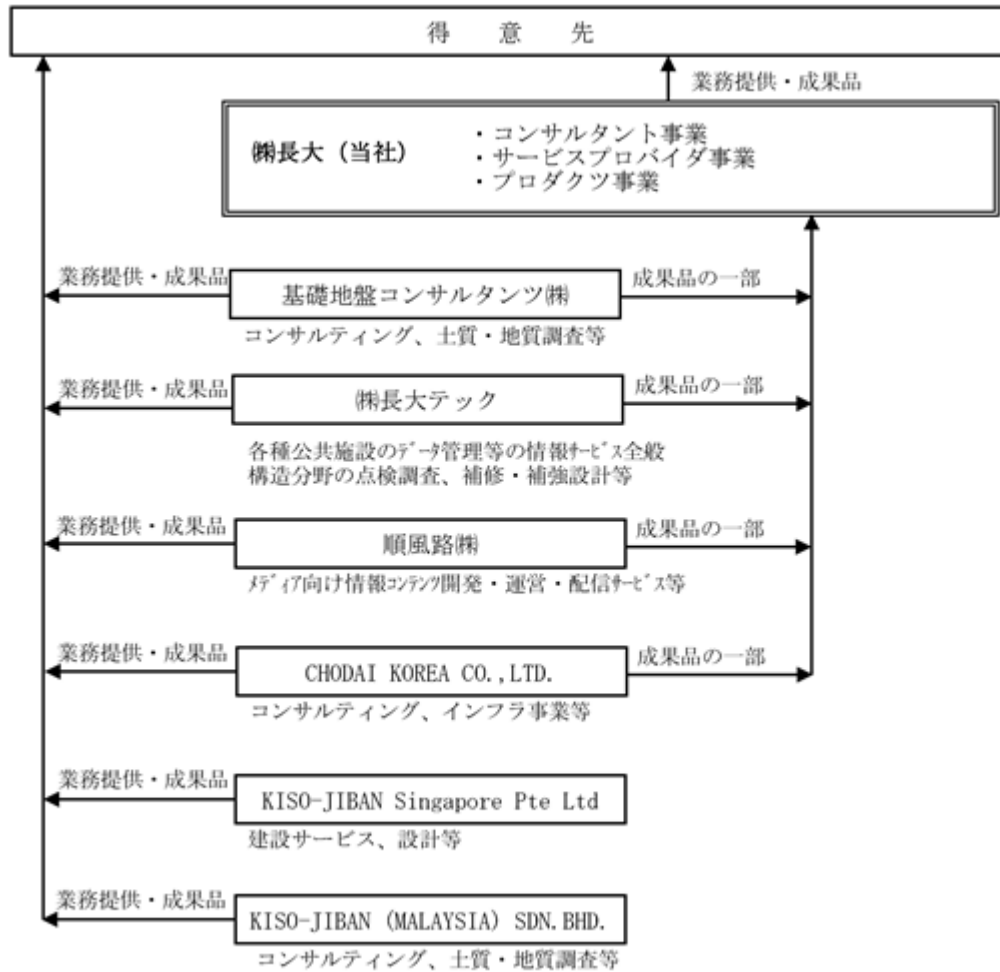 得　意　先
業務提供・成果品
㈱長大（当社）
・コンサルタント事業
・サービスプロバイダ事業
・プロダクツ事業
業務提供・成果品
基礎地盤コンサルタンツ㈱
成果品の一部
コンサルティング、土質・地質調査等
業務提供・成果品
㈱長大テック
成果品の一部
各種公共施設のﾃﾞｰﾀ管理等の情報ｻｰﾋﾞｽ全般
構造分野の点検調査、補修・補強設計等
業務提供・成果品
順風路㈱
成果品の一部
ﾒﾃﾞｨｱ向け情報ｺﾝﾃﾝﾂ開発・運営・配信ｻｰﾋﾞｽ等
業務提供・成果品
CHODAI KOREA CO.,LTD.
成果品の一部
コンサルティング、インフラ事業等
業務提供・成果品
KISO-JIBAN Singapore Pte Ltd
建設サービス、設計等
業務提供・成果品
KISO-JIBAN (MALAYSIA) SDN.BHD.
コンサルティング、土質・地質調査等